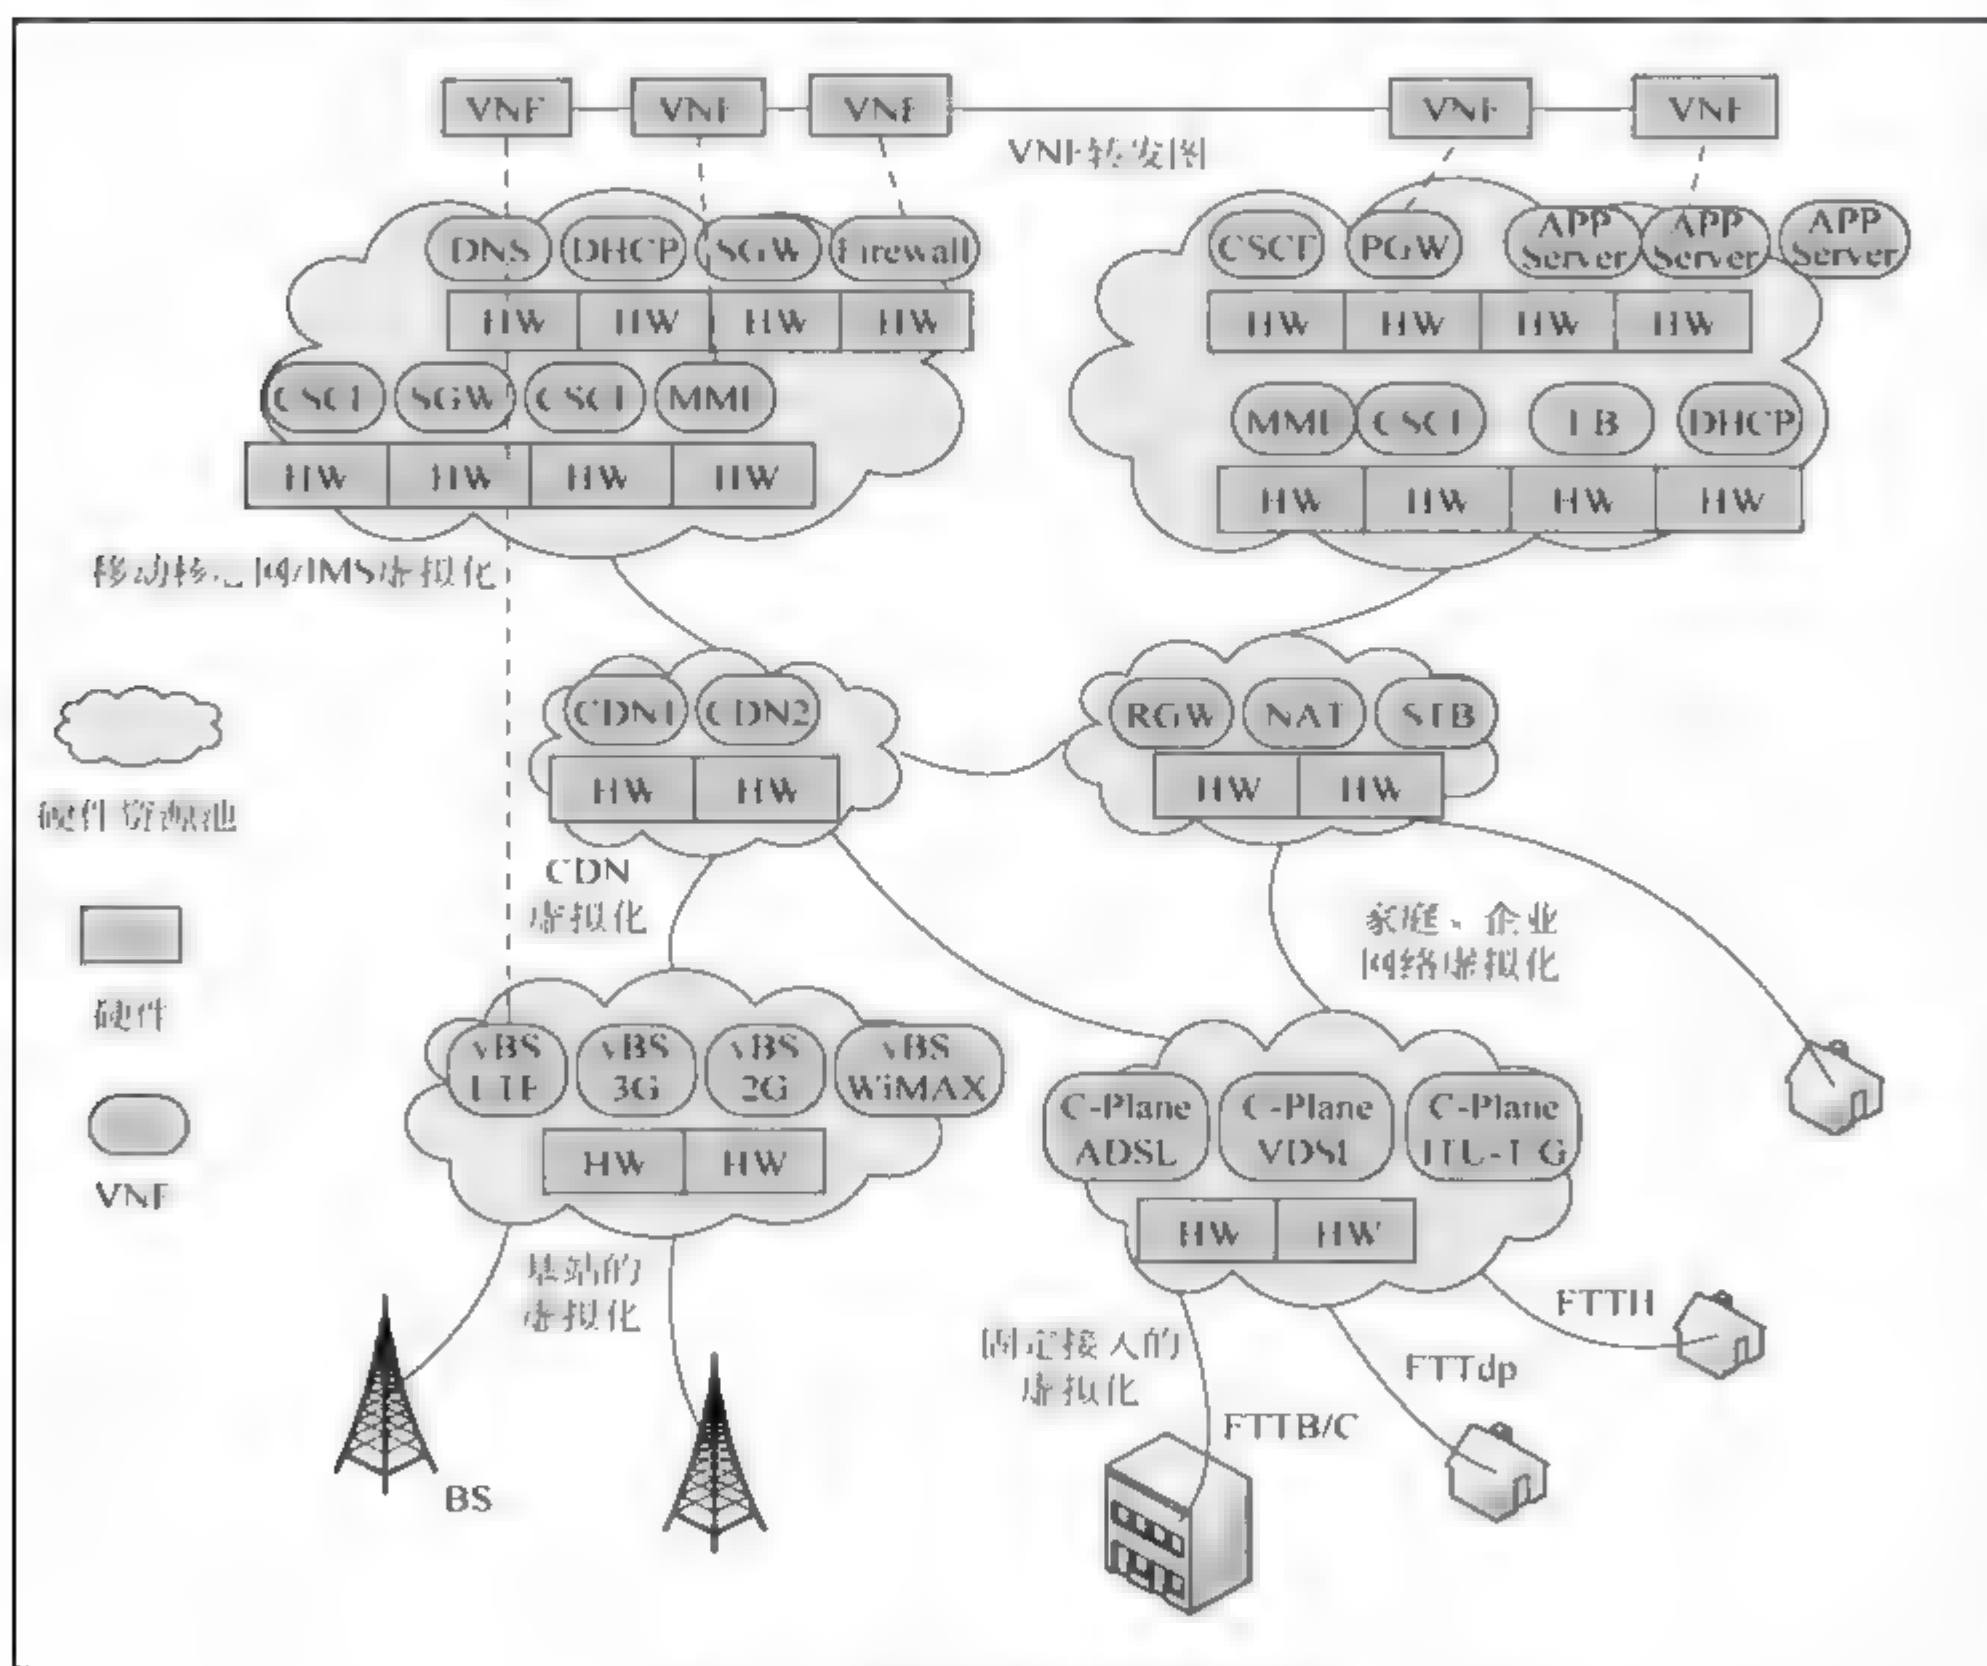 VNF VNF VNF VNF VNF
VNF转发图
DNS DHCP SGW Firewall
HW HW HW HW
CSCF SGW CSCF MME
HW HW HW HW
CSCF PGW APP Server APP Server APP Server
HW HW HW HW
MME CSCF LB DHCP
HW HW HW HW
移动核心网/IMS虚拟化
CDN1 CDN2
HW HW
RGW NAT STB
HW HW
硬件资源池
CDN
虚拟化
家庭、企业
网络虚拟化
硬件
VNF
vBS LTE
vBS 3G
vBS 2G
vBS WiMAX
HW HW
C-Plane ADSL
C-Plane VDSL
C-Plane ITU-T G
HW HW
基站的
虚拟化
固定接入的
虚拟化
FTTH
FTTdp
FTTB/C
BS